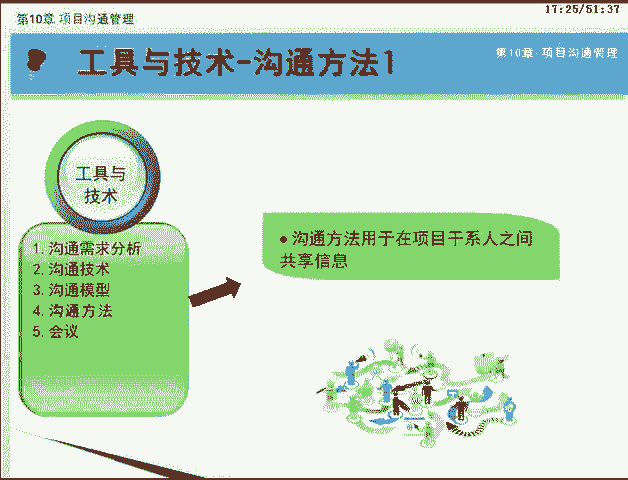 17:25/51:37
第10章 项目沟通管理
工具与技术-沟通方法1
第10章·项目沟通管理
工具与
技术
1. 沟通需求分析
2. 沟通技术
3. 沟通模型
4. 沟通方法
5. 会议
● 沟通方法用于在项目干系人之间
共享信息